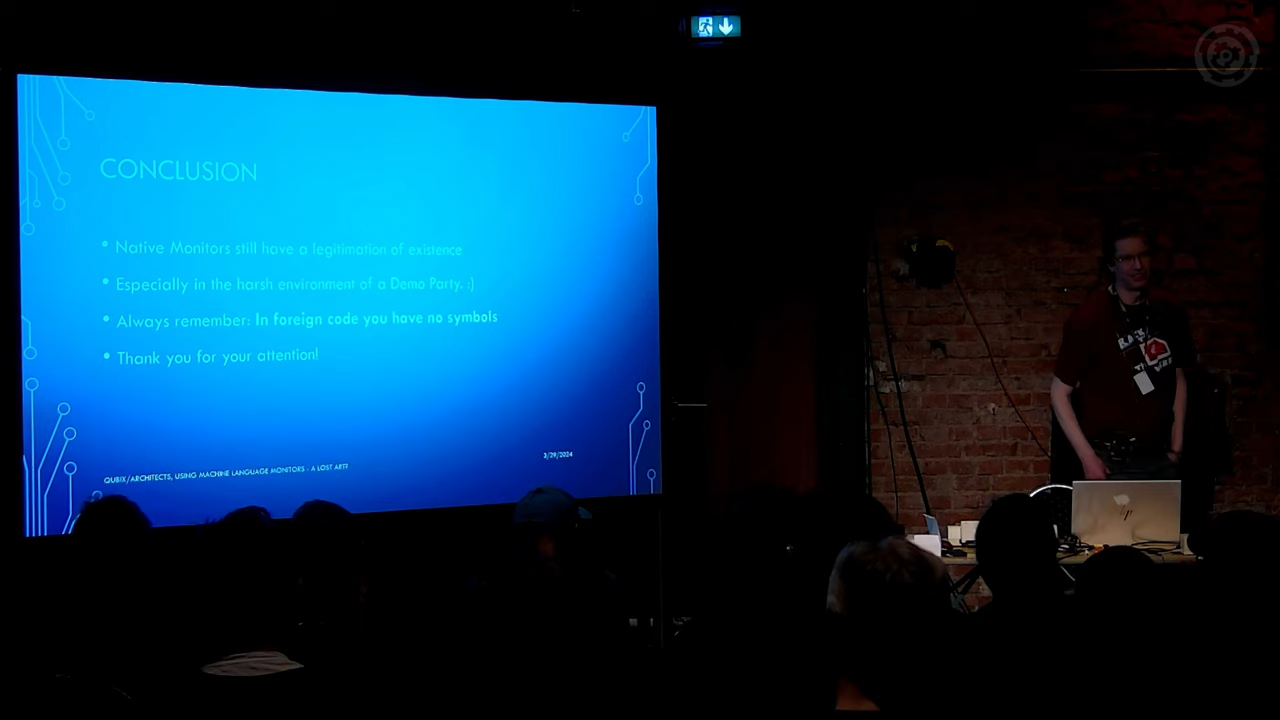 CONCLUSION
• Native Monitors still have a legitimation of existence
• Especially in the harsh environment of a Demo Party. :)
• Always remember: In foreign code you have no symbols
• Thank you for your attention!
3/29/2024
QUBIX/ARCHITECTS, USING MACHINE LANGUAGE MONITORS - A LOST ART?
hp